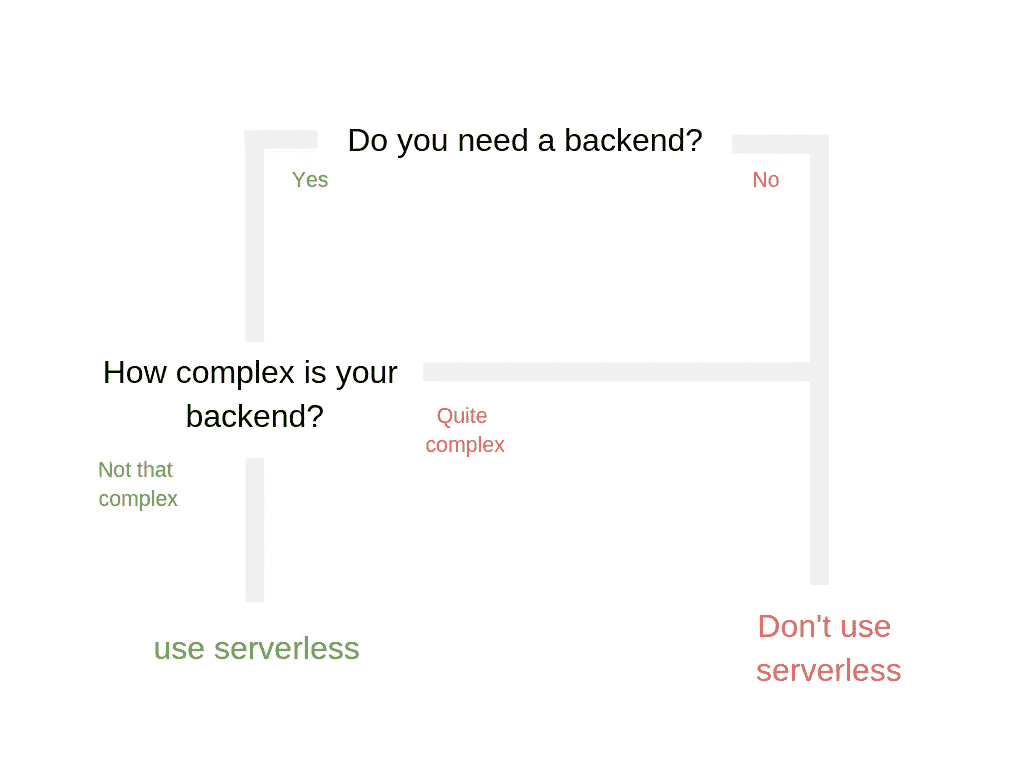 Do you need a backend?
Yes
No
How complex is your
backend?
Quite
complex
Not that
complex
use serverless
Don't use
serverless